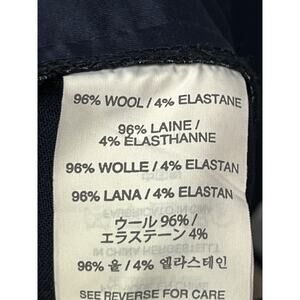 96% WOOL / 4% ELASTANE
96% LAINE /
4% ELASTHANNE
96% WOLLE / 4% ELASTAN
96% LANA / 4% ELASTAN
ウール 96% /
エラステーン 4%
96% 울 / 4% 엘라스테인
SEE REVERSE FOR CARE